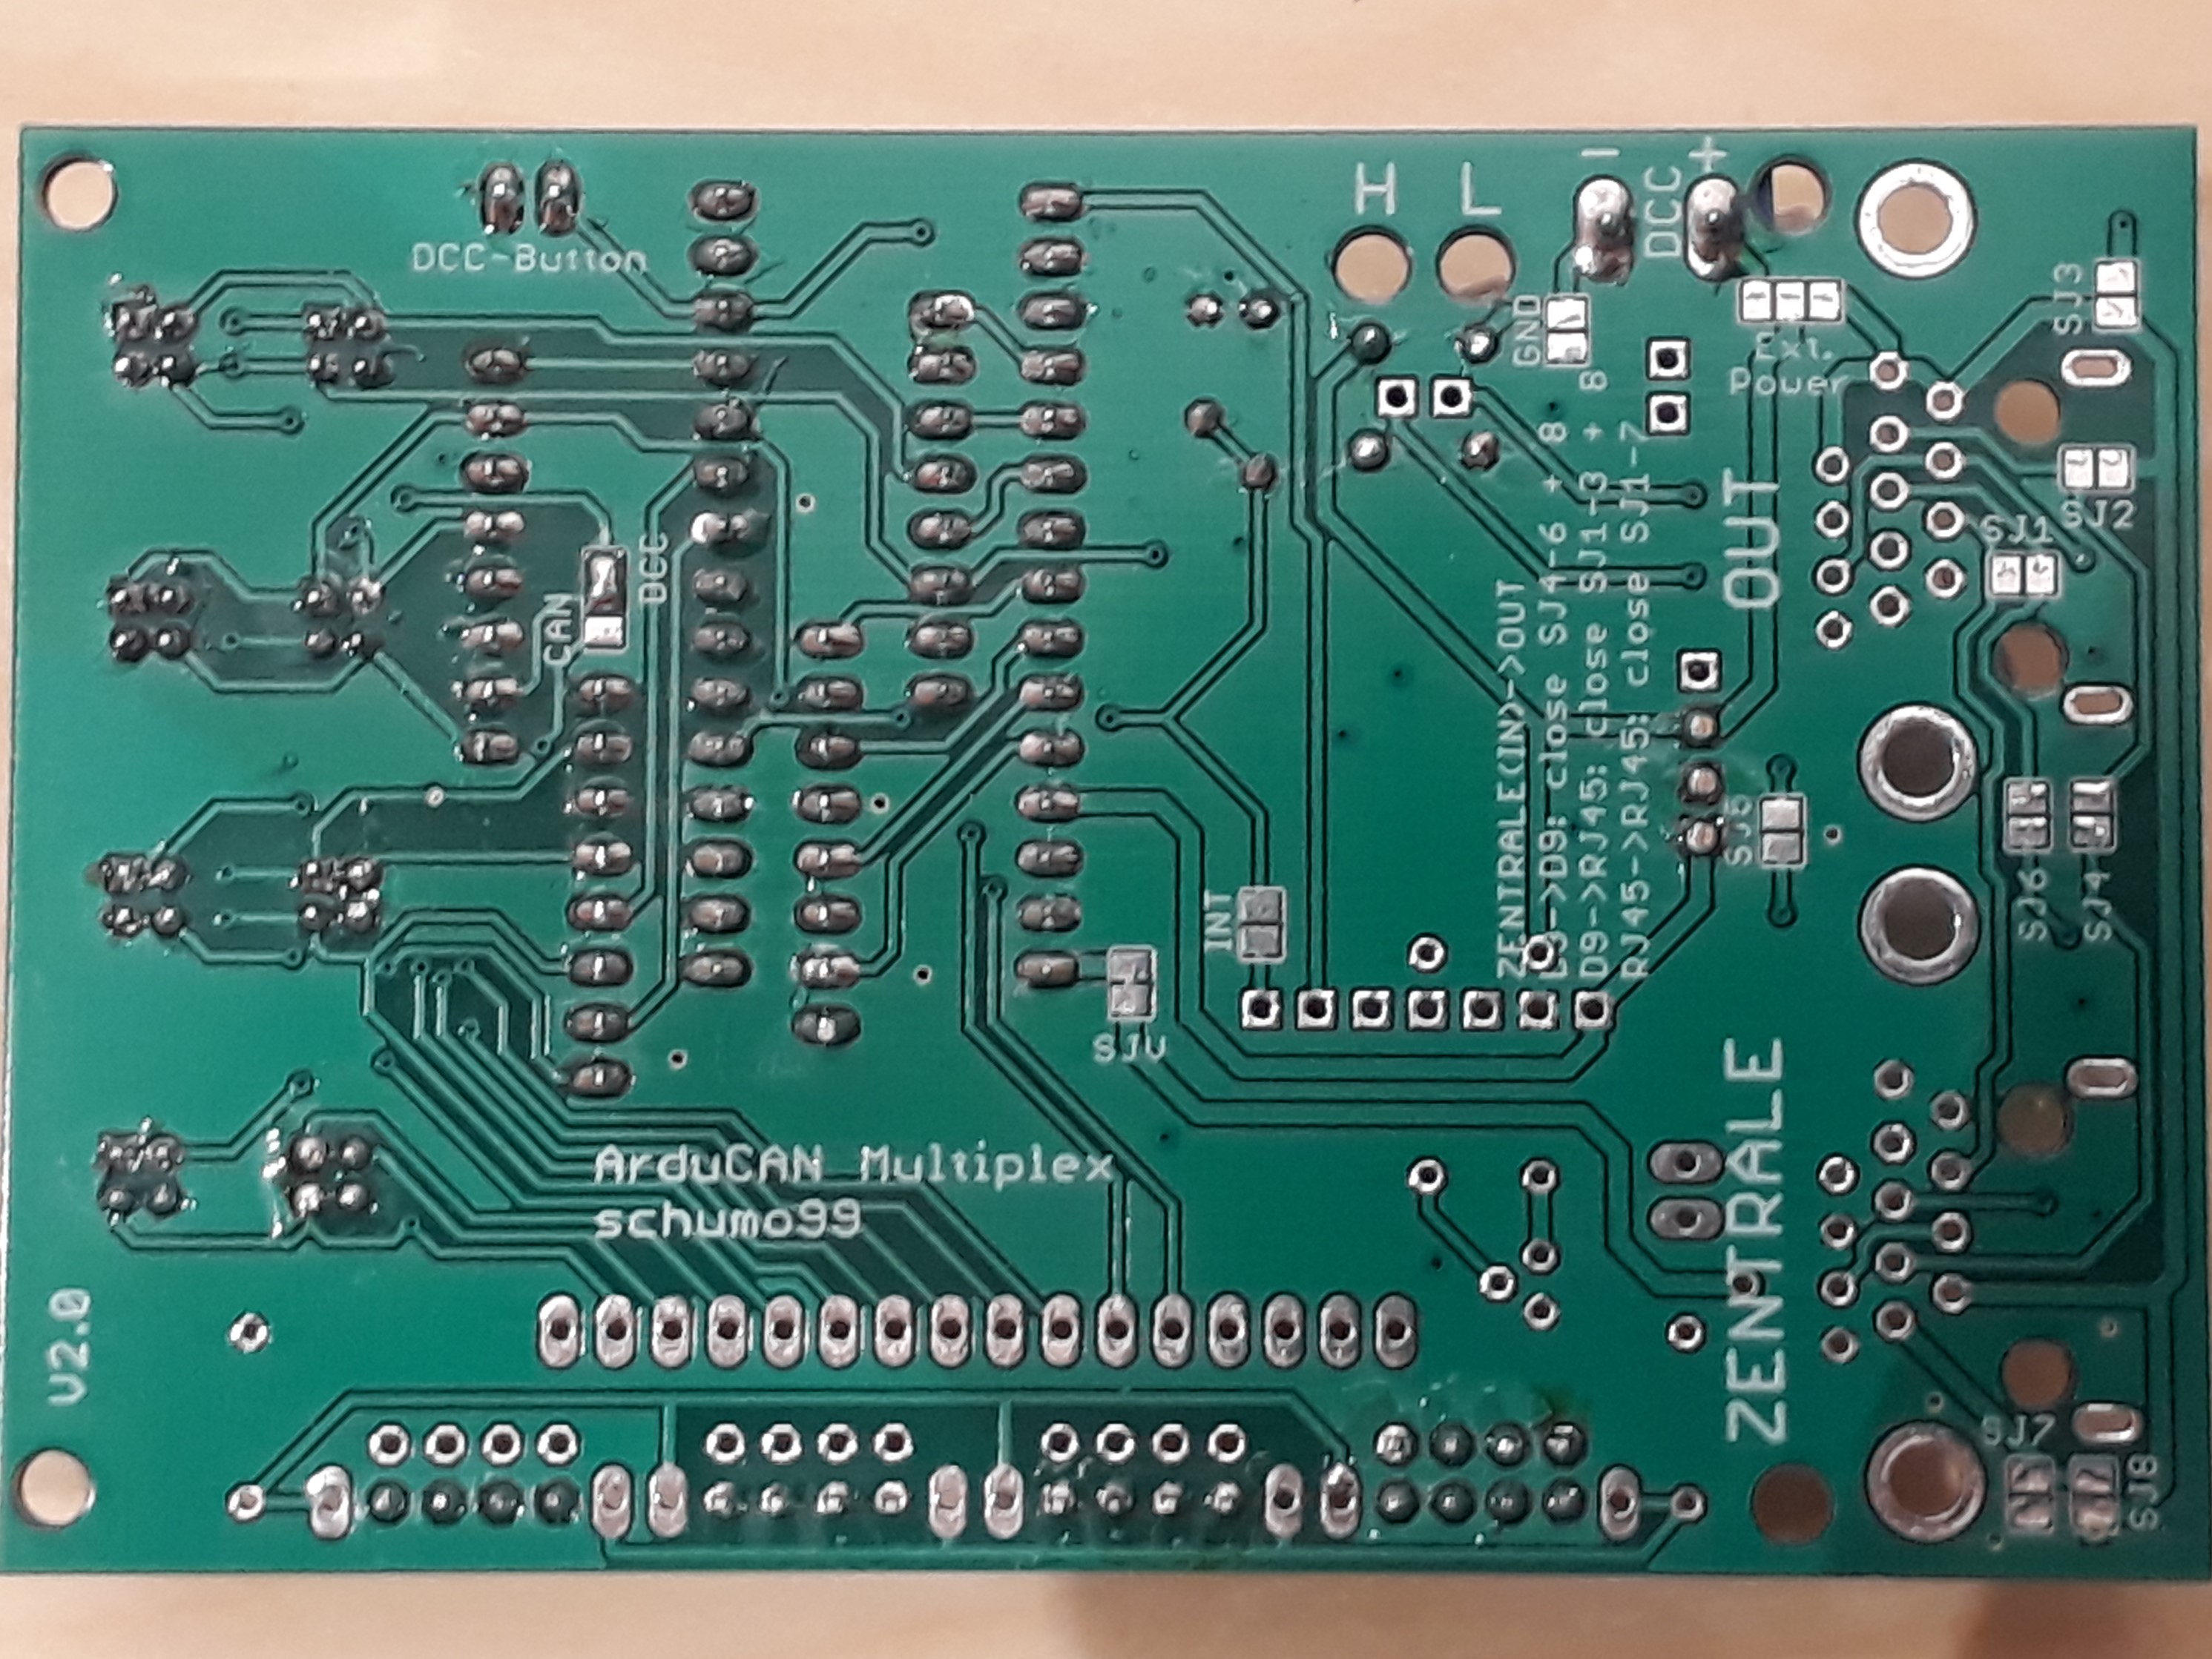 H
L
-
DCC
+
DCC-Button
SJ3
GND
Ext.
Power
SJ2
SJ1
OUT
DCC
CAN
ZENTRALE(IN)->OUT
D9->D9: close SJ4-6 + 8
D9->RJ45: close SJ1-3 + 8
RJ45->RJ45: close SJ1-7
SJ5
SJ6
SJ4
INT
SJV
ZENTRALE
ArduCAN Multiplex
schumo99
V2.0
SJ7
SJ8